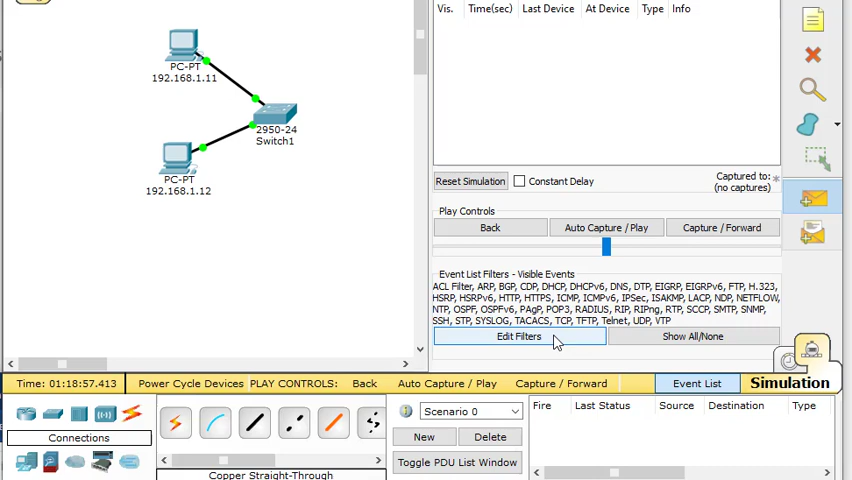 Vis. Time(sec) Last Device At Device Type Info
PC-PT
192.168.1.11
2950-24
Switch1
PC-PT
192.168.1.12
Reset Simulation Constant Delay Captured to: *
(no captures)
Play Controls
Back Auto Capture / Play Capture / Forward
Event List Filters - Visible Events
ACL Filter, ARP, BGP, CDP, DHCP, DHCPv6, DNS, DTP, EIGRP, EIGRPv6, FTP, H.323,
HSRP, HSRPv6, HTTP, HTTPS, ICMP, ICMPv6, IPSec, ISAKMP, LACP, NDP, NETFLOW,
NTP, OSPF, OSPFv6, PAgP, POP3, RADIUS, RIP, RIPng, RTP, SCCP, SMTP, SNMP,
SSH, STP, SYSLOG, TACACS, TCP, TFTP, Telnet, UDP, VTP
Edit Filters Show All/None
Time: 01:18:57.413 Power Cycle Devices PLAY CONTROLS: Back Auto Capture / Play Capture / Forward Event List Simulation
Connections
Copper Straight-Through
Scenario 0
New Delete
Toggle PDU List Window
Fire Last Status Source Destination Type